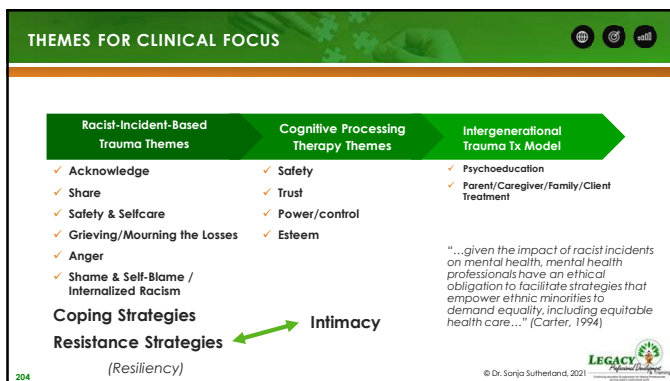 THEMES FOR CLINICAL FOCUS
Racist-Incident-Based
Trauma Themes
Acknowledge
Share
Safety & Selfcare
Grieving/Mourning the Losses
Anger
Shame & Self-Blame /
Internalized Racism
Coping Strategies
Resistance Strategies
(Resiliency)
Cognitive Processing
Therapy Themes
Safety
Trust
Power/control
Esteem
Intimacy
Intergenerational
Trauma Tx Model
Psychoeducation
Parent/Caregiver/Family/Client
Treatment
“…given the impact of racist incidents
on mental health, mental health
professionals have an ethical
obligation to facilitate strategies that
empower ethnic minorities to
demand equality, including equitable
health care…” (Carter, 1994)
204
© Dr. Sonja Sutherland, 2021
LEGACY
Professional Development